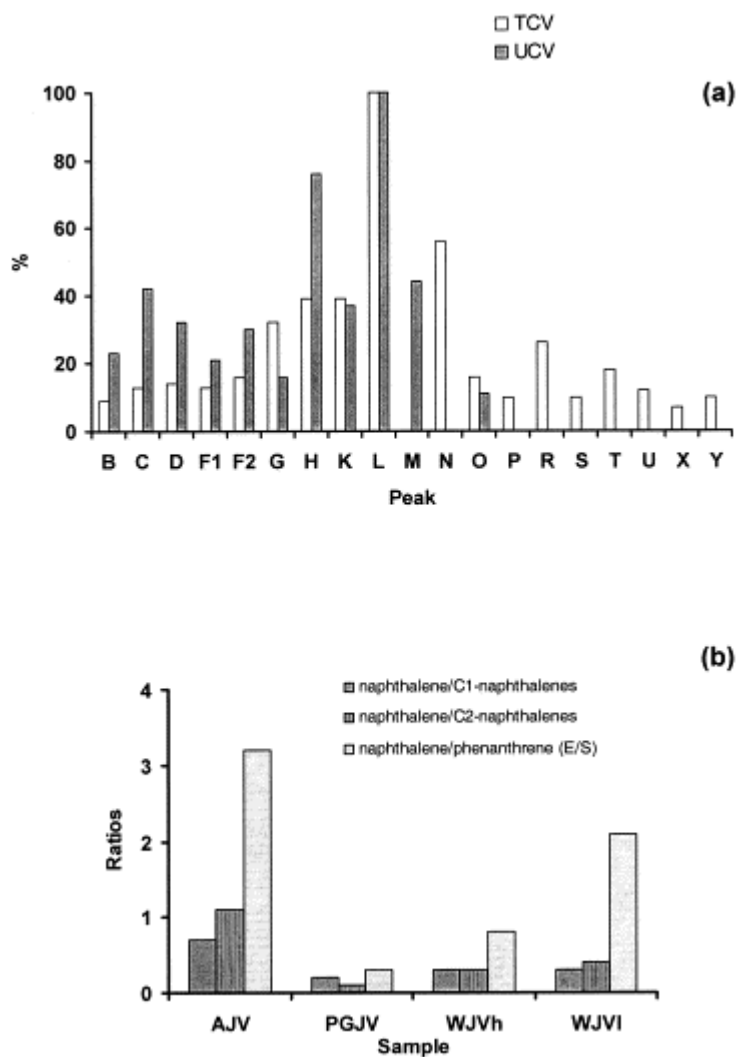 TCV
UCV
(a)
100
80
60
40
20
0
%
B C D F1 F2 G H K L M N O P R S T U X Y
Peak
(b)
naphthalene/C1-naphthalenes
naphthalene/C2-naphthalenes
naphthalene/phenanthrene (E/S)
4
3
2
1
0
Ratios
AJV PGJV WJVh WJVl
Sample